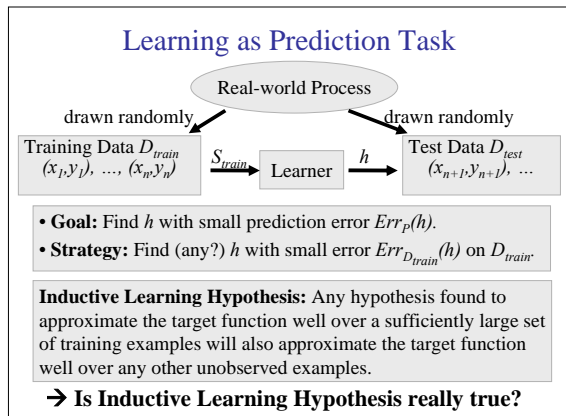 Learning as Prediction Task
Real-world Process
drawn randomly
drawn randomly
Training Data D_train
(x_1,y_1), …, (x_n,y_n)
S_train
Learner
h
Test Data D_test
(x_{n+1},y_{n+1}), …
• Goal: Find h with small prediction error Err_P(h).
• Strategy: Find (any?) h with small error Err_{D_train}(h) on D_train.
Inductive Learning Hypothesis: Any hypothesis found to
approximate the target function well over a sufficiently large set
of training examples will also approximate the target function
well over any other unobserved examples.
→ Is Inductive Learning Hypothesis really true?